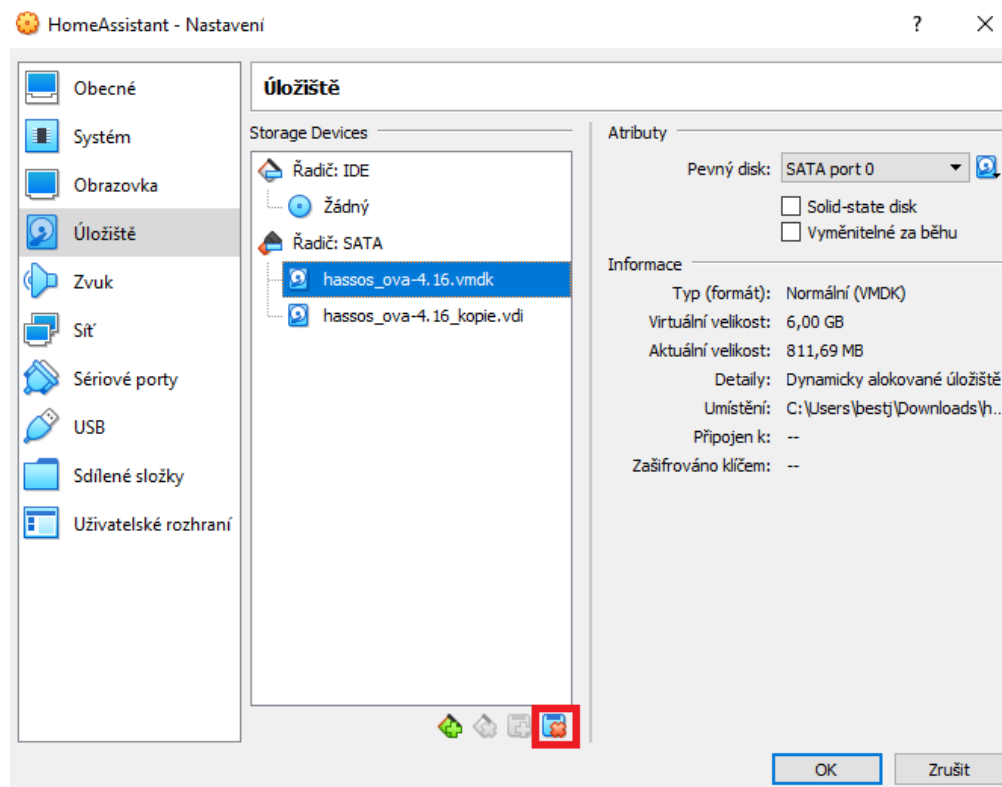 HomeAssistant - Nastavení
?
Obecné
Systém
Obrazovka
Úložiště
Zvuk
Síť
Sériové porty
USB
Sdílené složky
Uživatelské rozhraní
Úložiště
Storage Devices
Řadič: IDE
Žádný
Řadič: SATA
hassos_ova-4.16.vmdk
hassos_ova-4.16_kopie.vdi
Atributy
Pevný disk: SATA port 0
Solid-state disk
Vyměnitelné za běhu
Informace
Typ (formát): Normální (VMDK)
Virtuální velikost: 6,00 GB
Aktuální velikost: 811,69 MB
Detaily: Dynamicky alokované úložiště
Umístění: C:\Users\bestj\Downloads\h...
Připojen k: --
Zašifrováno klíčem: --
OK
Zrušit